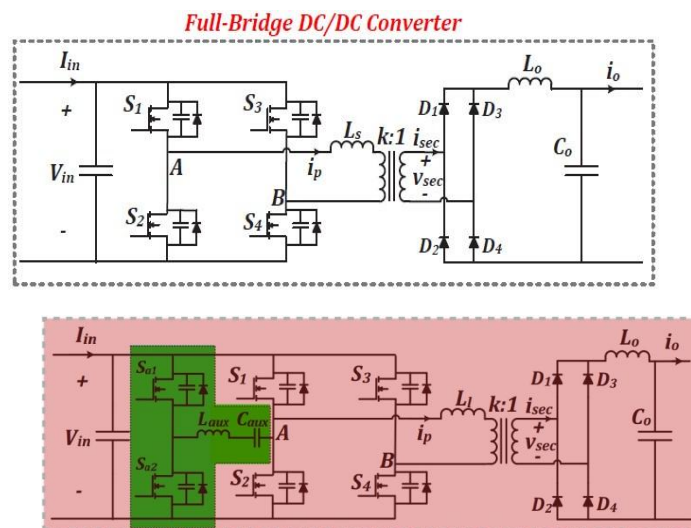 Full-Bridge DC/DC Converter
Iin
+
Vin
-
S1
S3
A
S2
B
S4
Ls
ip
k:1
isec
+
vsec
-
D1
D3
D2
D4
Lo
io
Co
Iin
+
Vin
-
Sa1
Laux
Caux
Sa2
S1
S3
A
S2
B
S4
Ll
ip
k:1
isec
+
vsec
-
D1
D3
D2
D4
Lo
io
Co